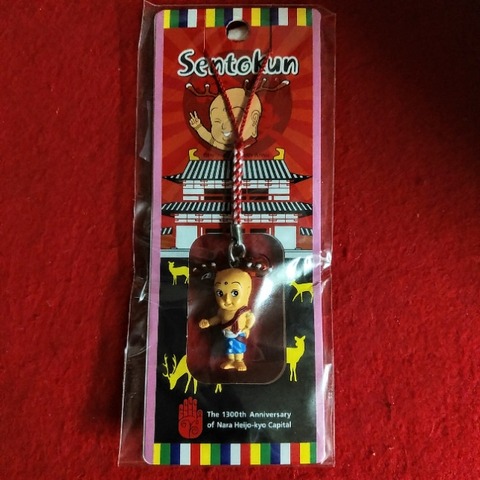 Sentokun
The 1300th Anniversary
of Nara Heijo-kyo Capital